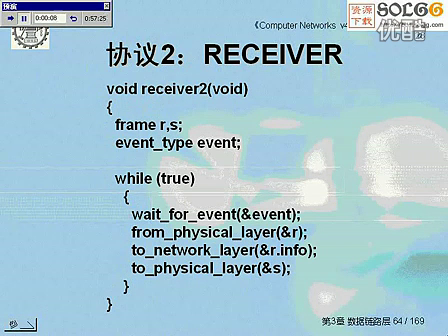 预演
0:00:08
0:57:25
《Computer Networks v4
资源
下载
SOL66
优酷
协议2：RECEIVER
void receiver2(void)
{
frame r,s;
event_type event;
while (true)
{
wait_for_event(&event);
from_physical_layer(&r);
to_network_layer(&r.info);
to_physical_layer(&s);
}
}
第3章 数据链路层 64 / 169